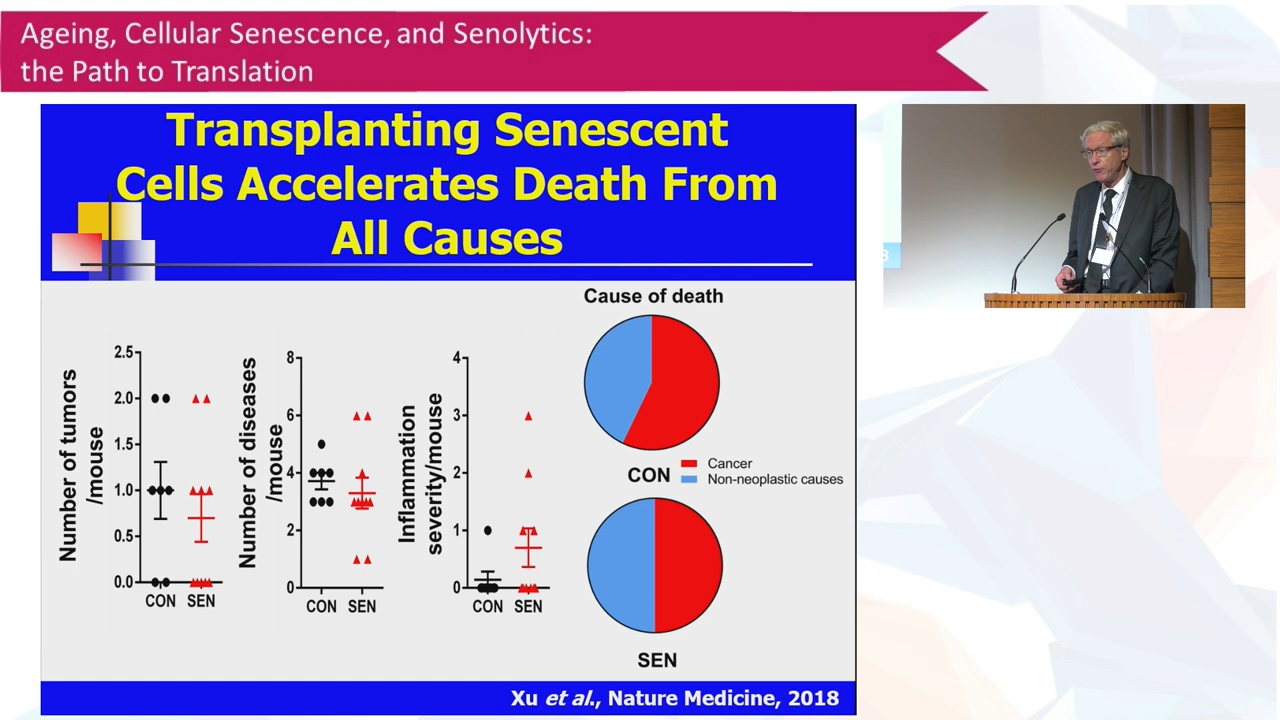 Ageing, Cellular Senescence, and Senolytics:
the Path to Translation
Transplanting Senescent
Cells Accelerates Death From
All Causes
Number of tumors
/mouse
2.5
2.0
1.5
1.0
0.5
0.0
CON SEN
Number of diseases
/mouse
8
6
4
2
0
CON SEN
Inflammation
severity/mouse
4
3
2
1
0
CON SEN
Cause of death
CON
Cancer
Non-neoplastic causes
SEN
Xu et al., Nature Medicine, 2018
3